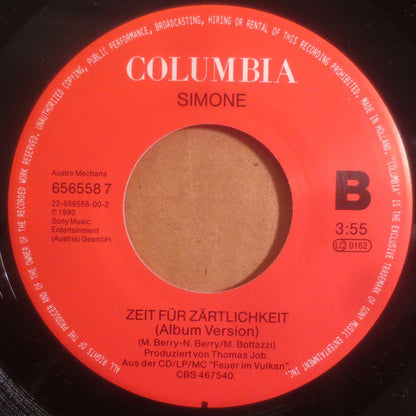 COLUMBIA
SIMONE
Austro Mechana
656558 7
22-656558-00-2
℗ 1990
Sony Music
Entertainment
(Austria) GesmbH.
B
3:55
LC 0162
ZEIT FÜR ZÄRTLICHKEIT
(Album Version)
(M. Berry-N. Berry/M. Bottazzi)
Produziert von Thomas Job.
Aus der CD/LP/MC "Feuer im Vulkan".
CBS 467540.
ALL RIGHTS OF THE PRODUCER AND OF THE OWNER OF THE RECORDED WORK RESERVED. UNAUTHORIZED COPYING, PUBLIC PERFORMANCE, BROADCASTING, HIRING OR RENTAL OF THIS RECORDING PROHIBITED. MADE IN HOLLAND. "COLUMBIA" IS THE EXCLUSIVE TRADEMARK OF SONY MUSIC ENTERTAINMENT INC.